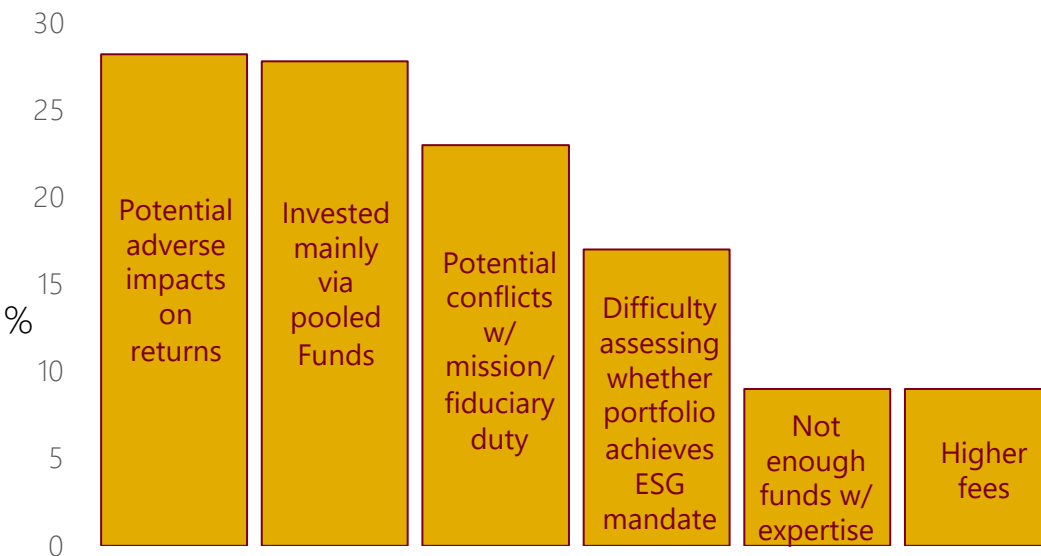 30
25
20
15
10
5
0
%
Potential
adverse
impacts
on
returns
Invested
mainly
via
pooled
Funds
Potential
conflicts
w/
mission/
fiduciary
duty
Difficulty
assessing
whether
portfolio
achieves
ESG
mandate
Not
enough
funds w/
expertise
Higher
fees